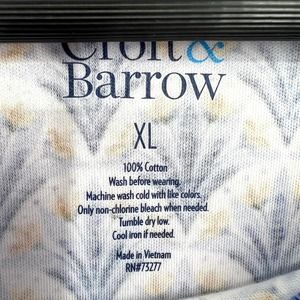 Croft &
Barrow
XL
100% Cotton
Wash before wearing.
Machine wash cold with like colors.
Only non-chlorine bleach when needed.
Tumble dry low.
Cool iron if needed.
Made in Vietnam
RN#73277